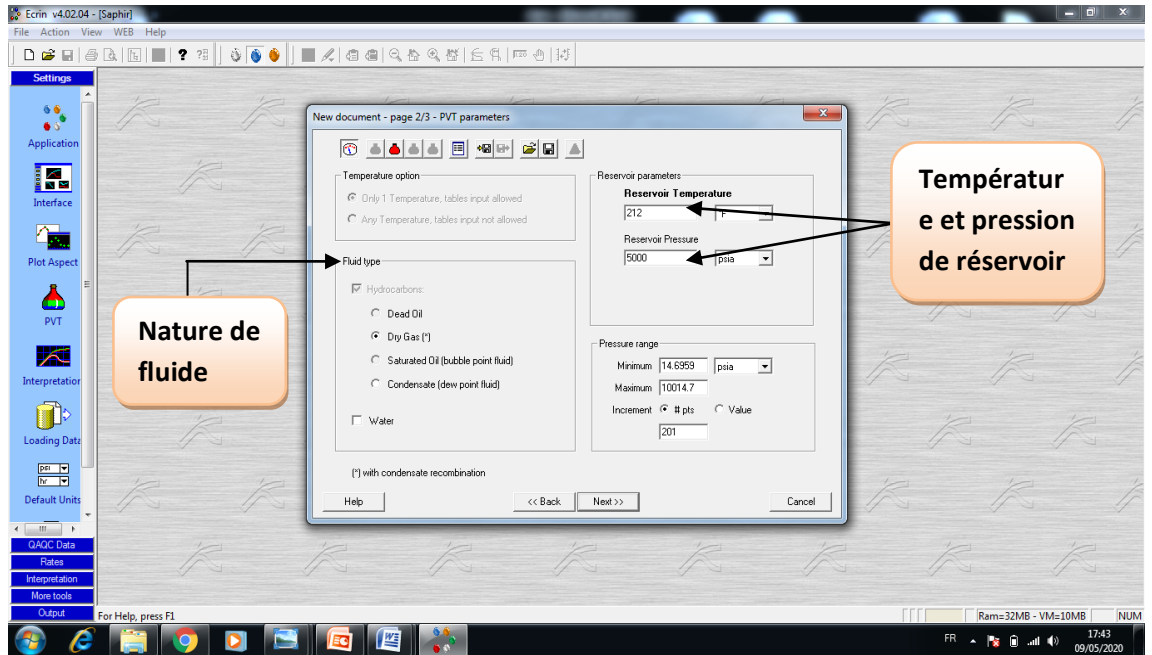 Ecrin v4.02.04 - [Saphir]
File Action View WEB Help
Settings
Application
Interface
Plot Aspect
PVT
Interpretation
Loading Data
psi
hr
Default Units
QAQC Data
Rates
Interpretation
More tools
Output
New document - page 2/3 - PVT parameters
Temperature option
Only 1 Temperature, tables input allowed
Any Temperature, tables input not allowed
Fluid type
Hydrocarbons:
Dead Oil
Dry Gas (*)
Saturated Oil (bubble point fluid)
Condensate (dew point fluid)
Water
(*) with condensate recombination
Reservoir parameters
Reservoir Temperature
212 °F
Reservoir Pressure
5000 psia
Pressure range
Minimum 14.6959 psia
Maximum 10014.7
Increment # pts Value
201
Help << Back Next >> Cancel
Nature de
fluide
Températur
e et pression
de réservoir
For Help, press F1
Ram=32MB - VM=10MB NUM
FR 17:43
09/05/2020